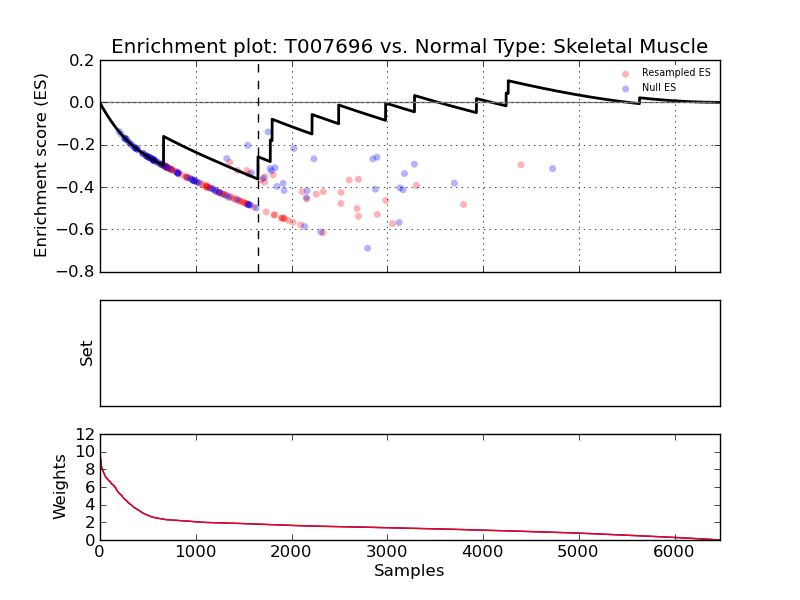 Enrichment plot: T007696 vs. Normal Type: Skeletal Muscle
Enrichment score (ES)
0.2
0.0
−0.2
−0.4
−0.6
−0.8
Resampled ES
Null ES
Set
Weights
12
10
8
6
4
2
0
0 1000 2000 3000 4000 5000 6000
Samples